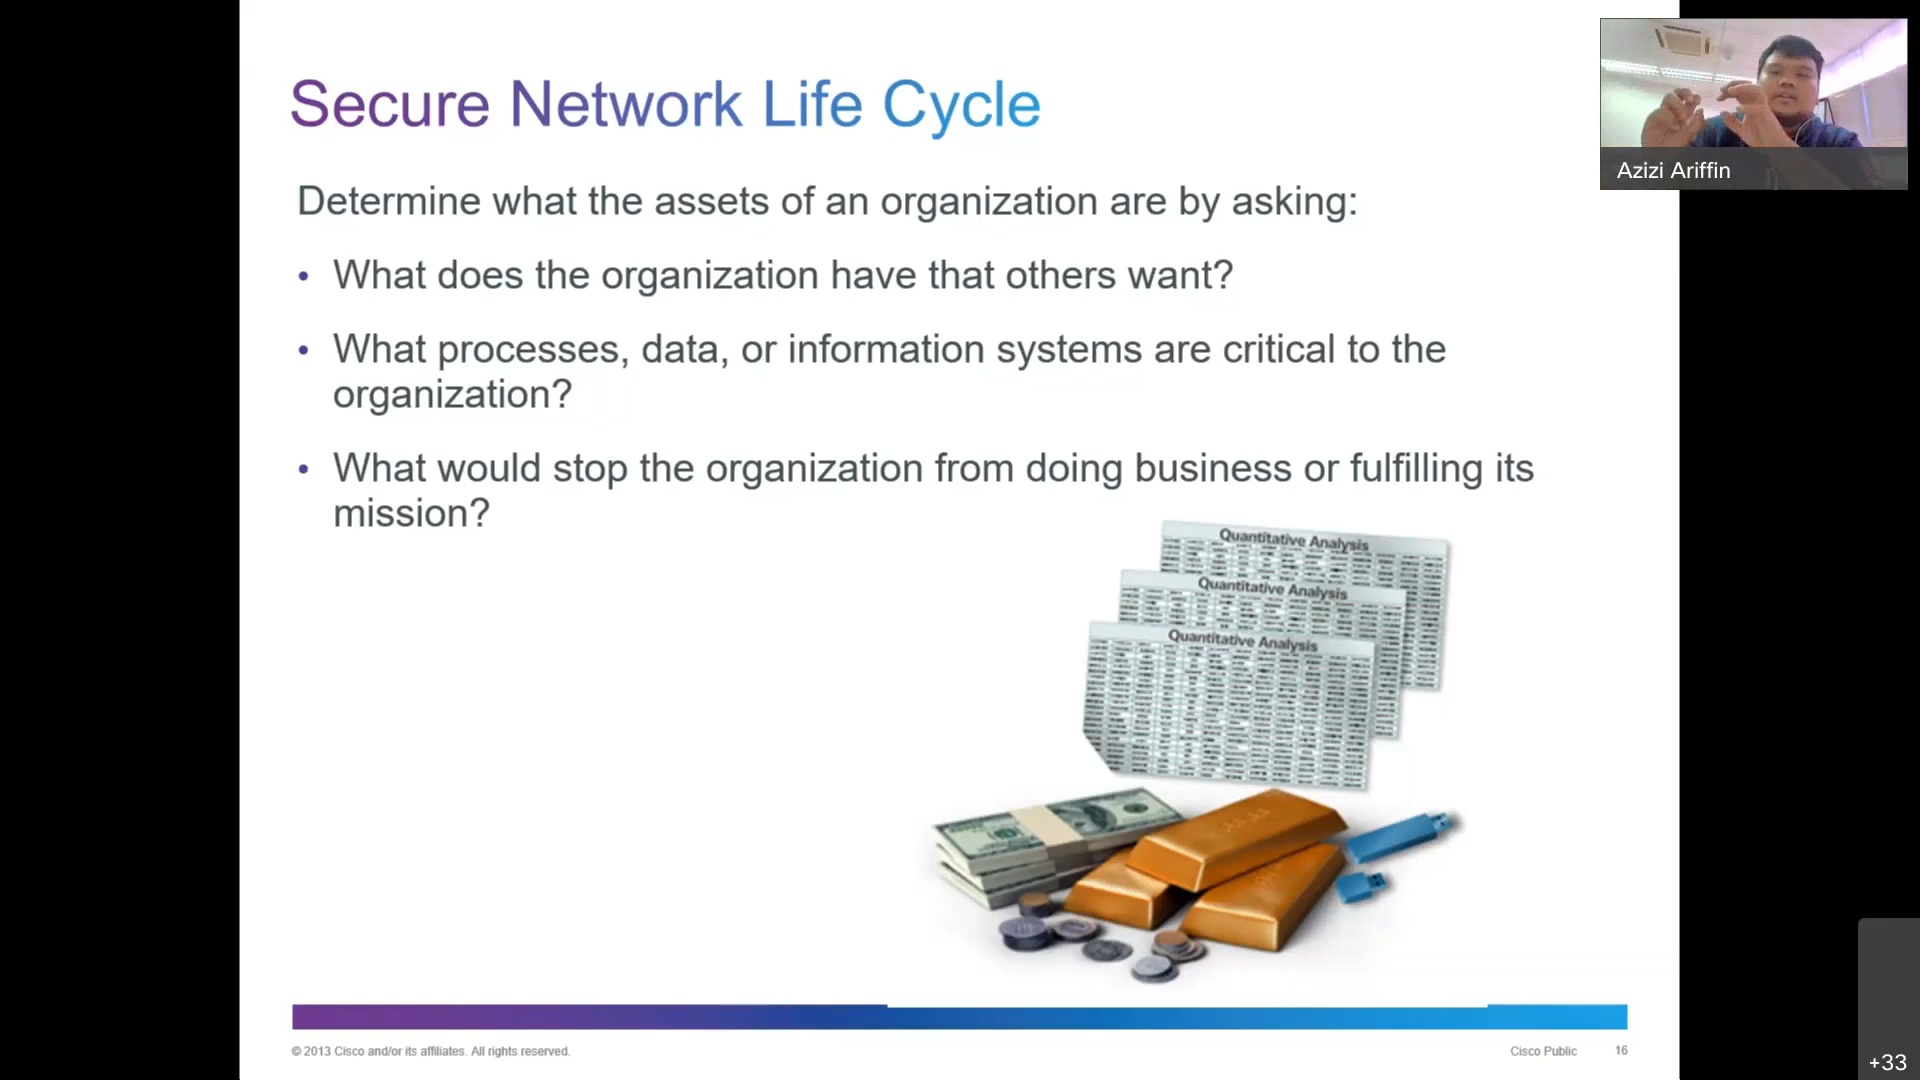 Secure Network Life Cycle
Azizi Ariffin
Determine what the assets of an organization are by asking:
• What does the organization have that others want?
• What processes, data, or information systems are critical to the
organization?
• What would stop the organization from doing business or fulfilling its
mission?
Quantitative Analysis
Quantitative Analysis
Quantitative Analysis
© 2013 Cisco and/or its affiliates. All rights reserved.
Cisco Public
16
+33